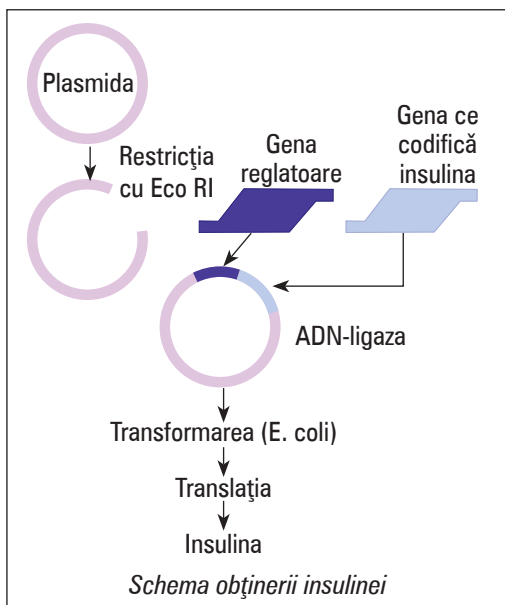 Plasmida
Restricţia
cu Eco RI
Gena
reglatoare
Gena ce
codifică
insulina
ADN-ligaza
Transformarea (E. coli)
Translaţia
Insulina
Schema obţinerii insulinei